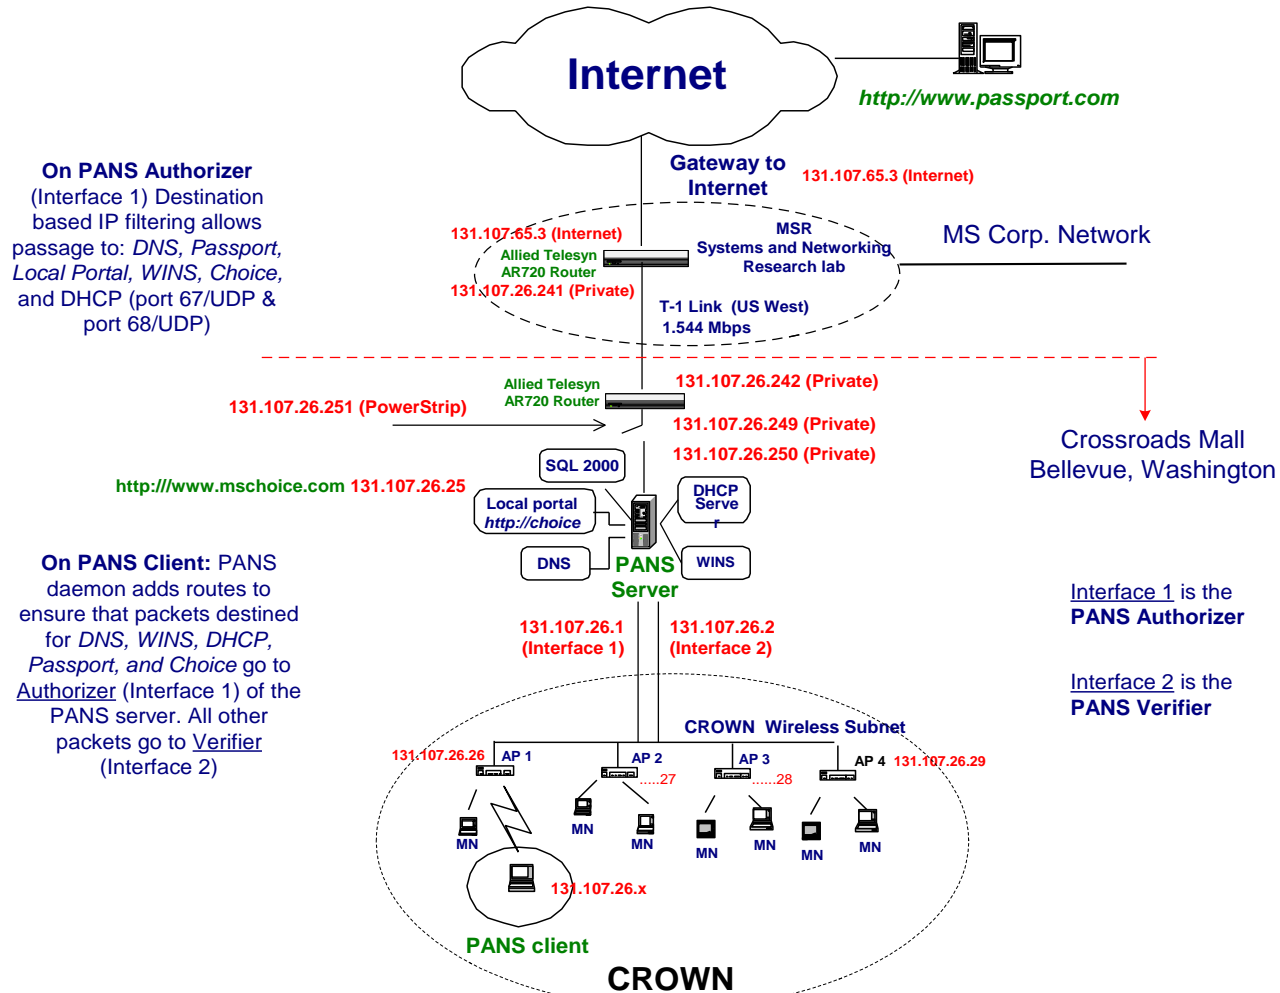 Internet
http://www.passport.com
On PANS Authorizer
(Interface 1) Destination
based IP filtering allows
passage to: DNS, Passport,
Local Portal, WINS, Choice,
and DHCP (port 67/UDP &
port 68/UDP)
Gateway to
Internet
131.107.65.3 (Internet)
131.107.65.3 (Internet)
Allied Telesyn
AR720 Router
131.107.26.241 (Private)
MSR
Systems and Networking
Research lab
MS Corp. Network
T-1 Link (US West)
1.544 Mbps
Allied Telesyn
AR720 Router
131.107.26.242 (Private)
131.107.26.251 (PowerStrip)
131.107.26.249 (Private)
131.107.26.250 (Private)
Crossroads Mall
Bellevue, Washington
SQL 2000
http:///www.mschoice.com 131.107.26.25
Local portal
http://choice
DHCP
Serve
r
DNS
WINS
PANS
Server
On PANS Client: PANS
daemon adds routes to
ensure that packets destined
for DNS, WINS, DHCP,
Passport, and Choice go to
Authorizer (Interface 1) of the
PANS server. All other
packets go to Verifier
(Interface 2)
131.107.26.1
(Interface 1)
131.107.26.2
(Interface 2)
Interface 1 is the
PANS Authorizer
Interface 2 is the
PANS Verifier
CROWN Wireless Subnet
131.107.26.26
AP 1
AP 2
.....27
AP 3
......28
AP 4
131.107.26.29
MN
MN
MN
MN
MN
MN
MN
131.107.26.x
PANS client
CROWN